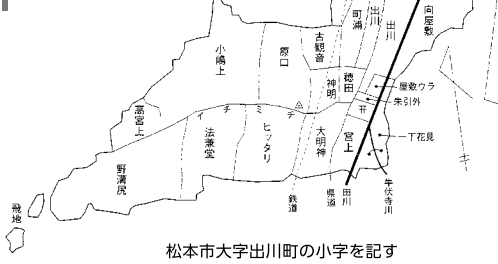 向屋敷
出川
出川
町浦
古観音
原口
小嶋上
屋敷ウラ
朱引外
穂田
神明
宮上
大明神
一丁花見
ヒッタリ
法兼堂
イチミチ
高宮上
野溝尻
飛地
鉄道
県道
田川
牛伏寺川
松本市大字出川町の小字を記す